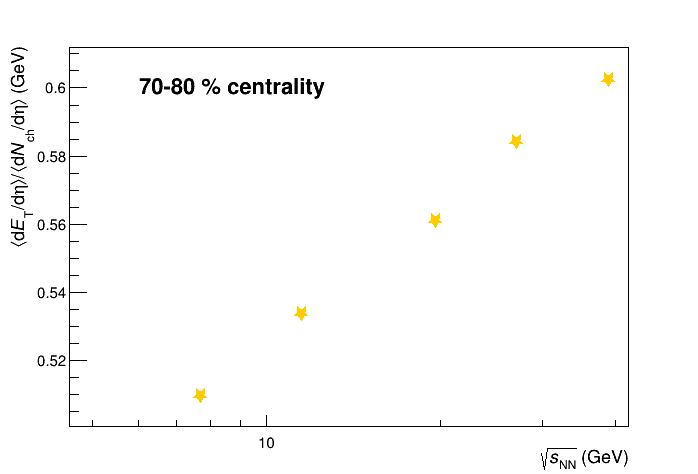 70-80 % centrality
⟨dE_T/dη⟩/⟨dN_ch/dη⟩ (GeV)
0.6
0.58
0.56
0.54
0.52
10
√s_NN (GeV)